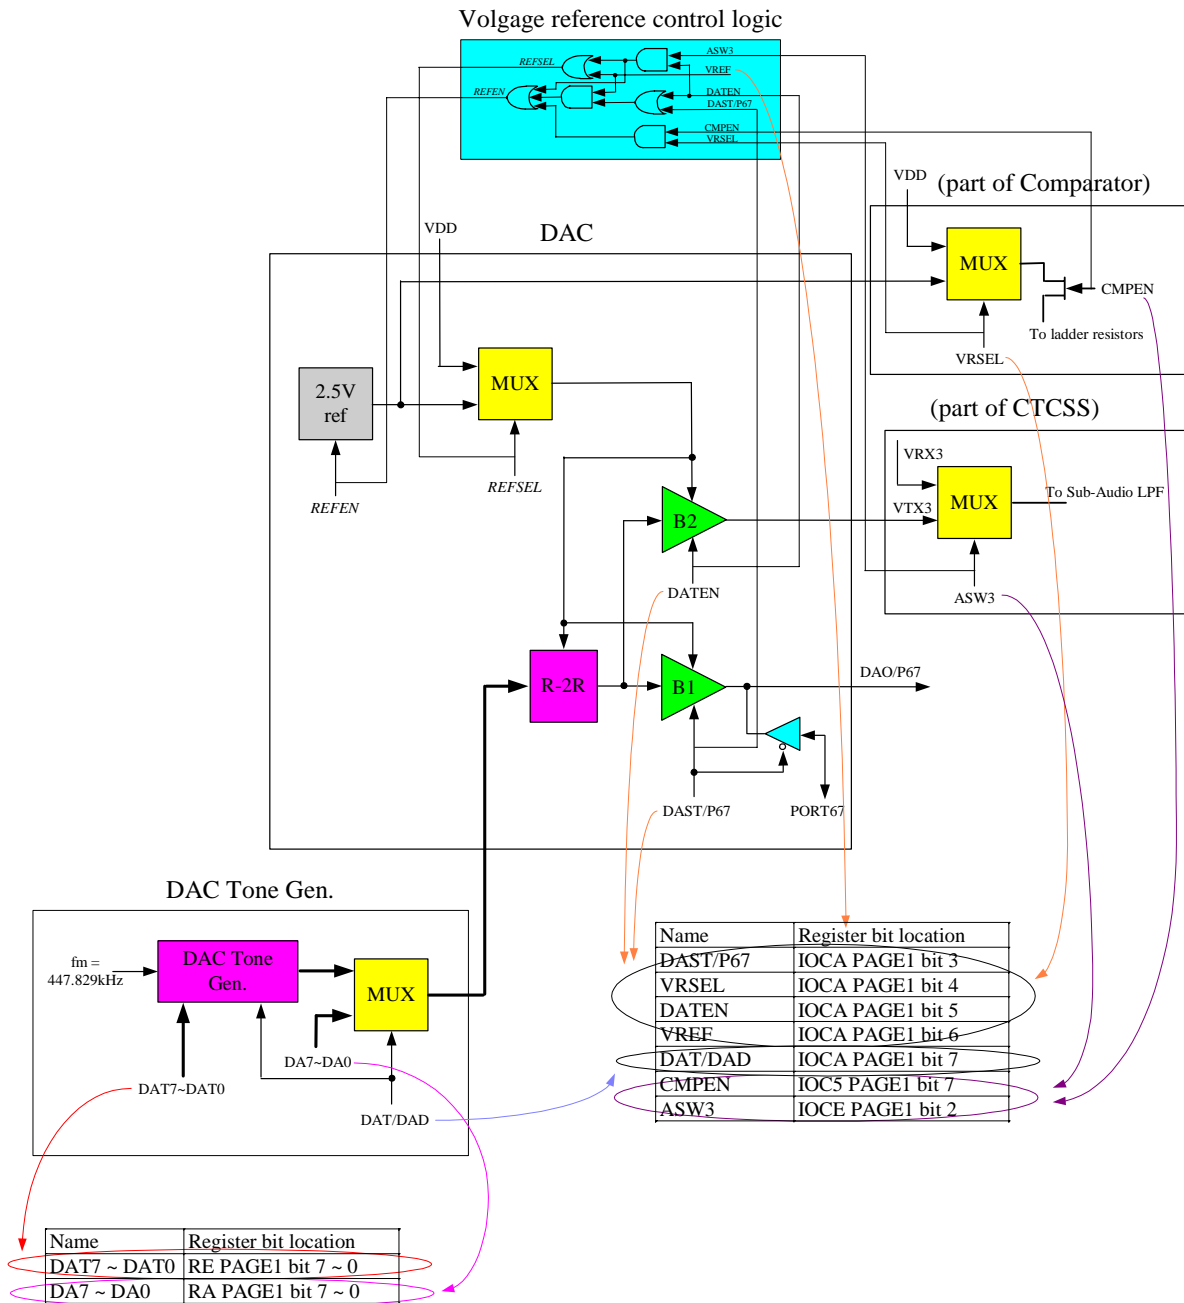 Volgage reference control logic
ASW3
REFSEL
VREF
REFEN
DATEN
DAST/P67
CMPEN
VRSEL
(part of Comparator)
VDD
MUX
CMPEN
To ladder resistors
VRSEL
DAC
VDD
2.5V
ref
MUX
REFSEL
REFEN
(part of CTCSS)
VRX3
MUX
To Sub-Audio LPF
VTX3
ASW3
B2
DATEN
R-2R
B1
DAO/P67
DAST/P67
PORT67
DAC Tone Gen.
fm =
447.829kHz
DAC Tone
Gen.
MUX
DA7~DA0
DAT7~DAT0
DAT/DAD
Name Register bit location
DAST/P67 IOCA PAGE1 bit 3
VRSEL IOCA PAGE1 bit 4
DATEN IOCA PAGE1 bit 5
VREF IOCA PAGE1 bit 6
DAT/DAD IOCA PAGE1 bit 7
CMPEN IOC5 PAGE1 bit 7
ASW3 IOCE PAGE1 bit 2
Name Register bit location
DAT7 ~ DAT0 RE PAGE1 bit 7 ~ 0
DA7 ~ DA0 RA PAGE1 bit 7 ~ 0